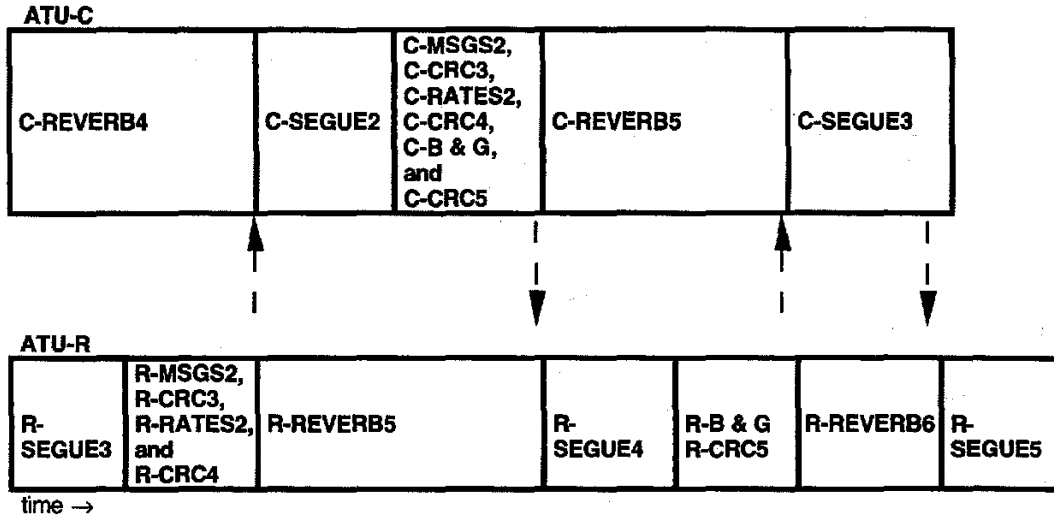 ATU-C
C-REVERB4
C-SEGUE2
C-MSGS2,
C-CRC3,
C-RATES2,
C-CRC4,
C-B & G,
and
C-CRC5
C-REVERB5
C-SEGUE3
ATU-R
R-
SEGUE3
R-MSGS2,
R-CRC3,
R-RATES2,
and
R-CRC4
R-REVERB5
R-
SEGUE4
R-B & G
R-CRC5
R-REVERB6
R-
SEGUE5
time →